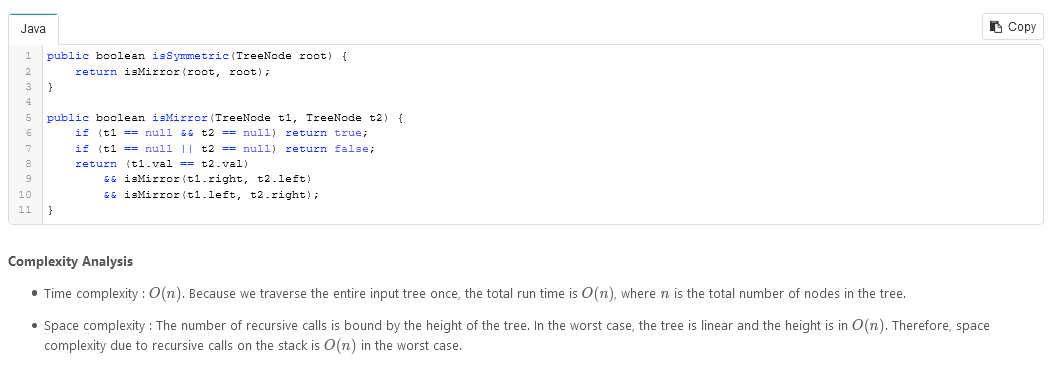 Java
Copy
1 public boolean isSymmetric(TreeNode root) {
2     return isMirror(root, root);
3 }
4
5 public boolean isMirror(TreeNode t1, TreeNode t2) {
6     if (t1 == null && t2 == null) return true;
7     if (t1 == null || t2 == null) return false;
8     return (t1.val == t2.val)
9         && isMirror(t1.right, t2.left)
10         && isMirror(t1.left, t2.right);
11 }
Complexity Analysis
• Time complexity : O(n). Because we traverse the entire input tree once, the total run time is O(n), where n is the total number of nodes in the tree.
• Space complexity : The number of recursive calls is bound by the height of the tree. In the worst case, the tree is linear and the height is in O(n). Therefore, space
complexity due to recursive calls on the stack is O(n) in the worst case.